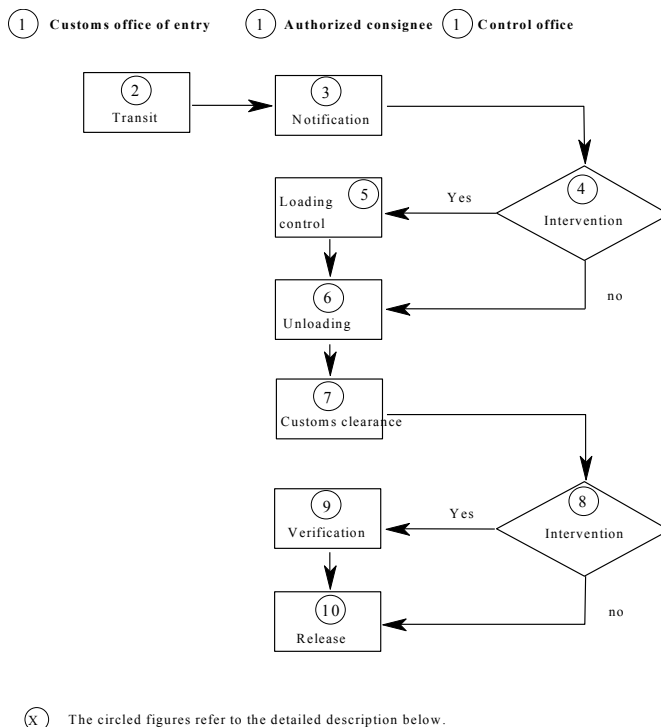 1 Customs office of entry 1 Authorized consignee 1 Control office
2
Transit
3
Notification
4
Intervention
Yes
no
5
Loading
control
6
Unloading
7
Customs clearance
8
Intervention
Yes
no
9
Verification
10
Release
X The circled figures refer to the detailed description below.